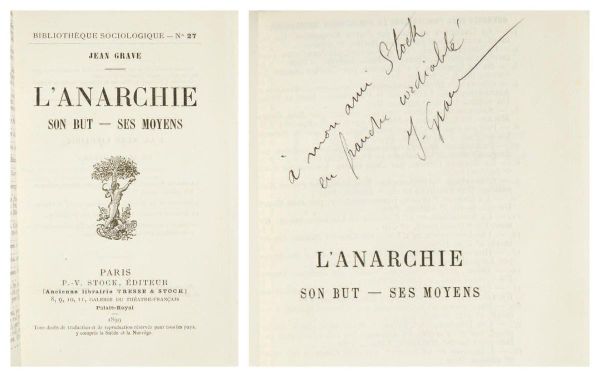 BIBLIOTHÈQUE SOCIOLOGIQUE — N° 27
JEAN GRAVE
L'ANARCHIE
SON BUT — SES MOYENS
PARIS
P.-V. STOCK, ÉDITEUR
(Ancienne librairie TRESSE & STOCK)
8, 9, 10, 11, GALERIE DU THÉATRE-FRANÇAIS
Palais-Royal
1899
Tous droits de traduction et de reproduction réservés pour tous les pays,
y compris la Suède et la Norvège.
à mon ami Stock
en franche cordialité
J. Grave
L'ANARCHIE
SON BUT — SES MOYENS